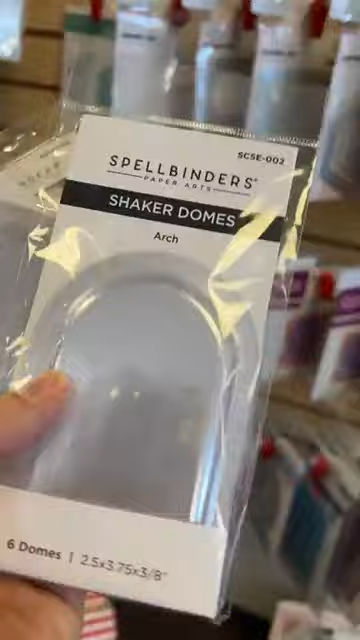 SCSE-002
SPELLBINDERS®
PAPER ARTS
SHAKER DOMES
Arch
6 Domes | 2.5x3.75x3/8"